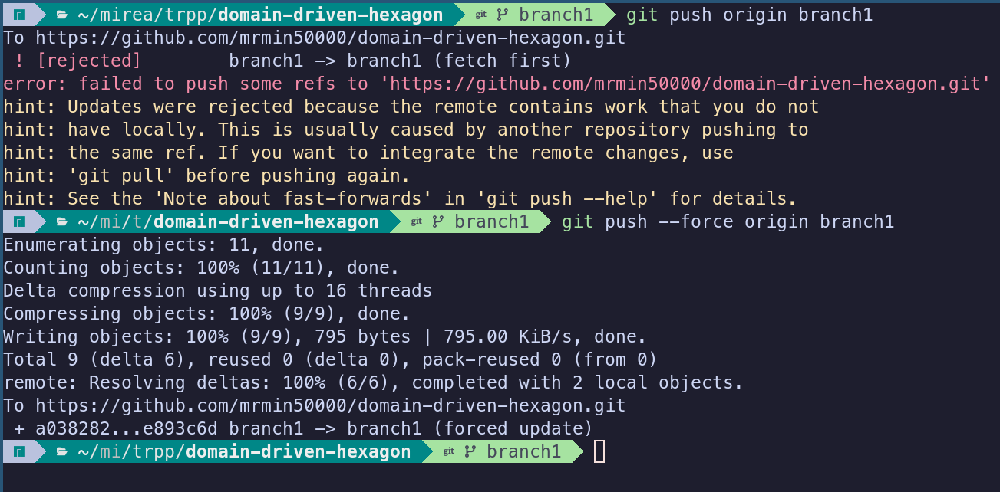 ~/mirea/trpp/domain-driven-hexagon git branch1 git push origin branch1
To https://github.com/mrmin50000/domain-driven-hexagon.git
 ! [rejected]        branch1 -> branch1 (fetch first)
error: failed to push some refs to 'https://github.com/mrmin50000/domain-driven-hexagon.git'
hint: Updates were rejected because the remote contains work that you do not
hint: have locally. This is usually caused by another repository pushing to
hint: the same ref. If you want to integrate the remote changes, use
hint: 'git pull' before pushing again.
hint: See the 'Note about fast-forwards' in 'git push --help' for details.
~/mi/t/domain-driven-hexagon git branch1 git push --force origin branch1
Enumerating objects: 11, done.
Counting objects: 100% (11/11), done.
Delta compression using up to 16 threads
Compressing objects: 100% (9/9), done.
Writing objects: 100% (9/9), 795 bytes | 795.00 KiB/s, done.
Total 9 (delta 6), reused 0 (delta 0), pack-reused 0 (from 0)
remote: Resolving deltas: 100% (6/6), completed with 2 local objects.
To https://github.com/mrmin50000/domain-driven-hexagon.git
 + a038282...e893c6d branch1 -> branch1 (forced update)
~/mi/trpp/domain-driven-hexagon git branch1